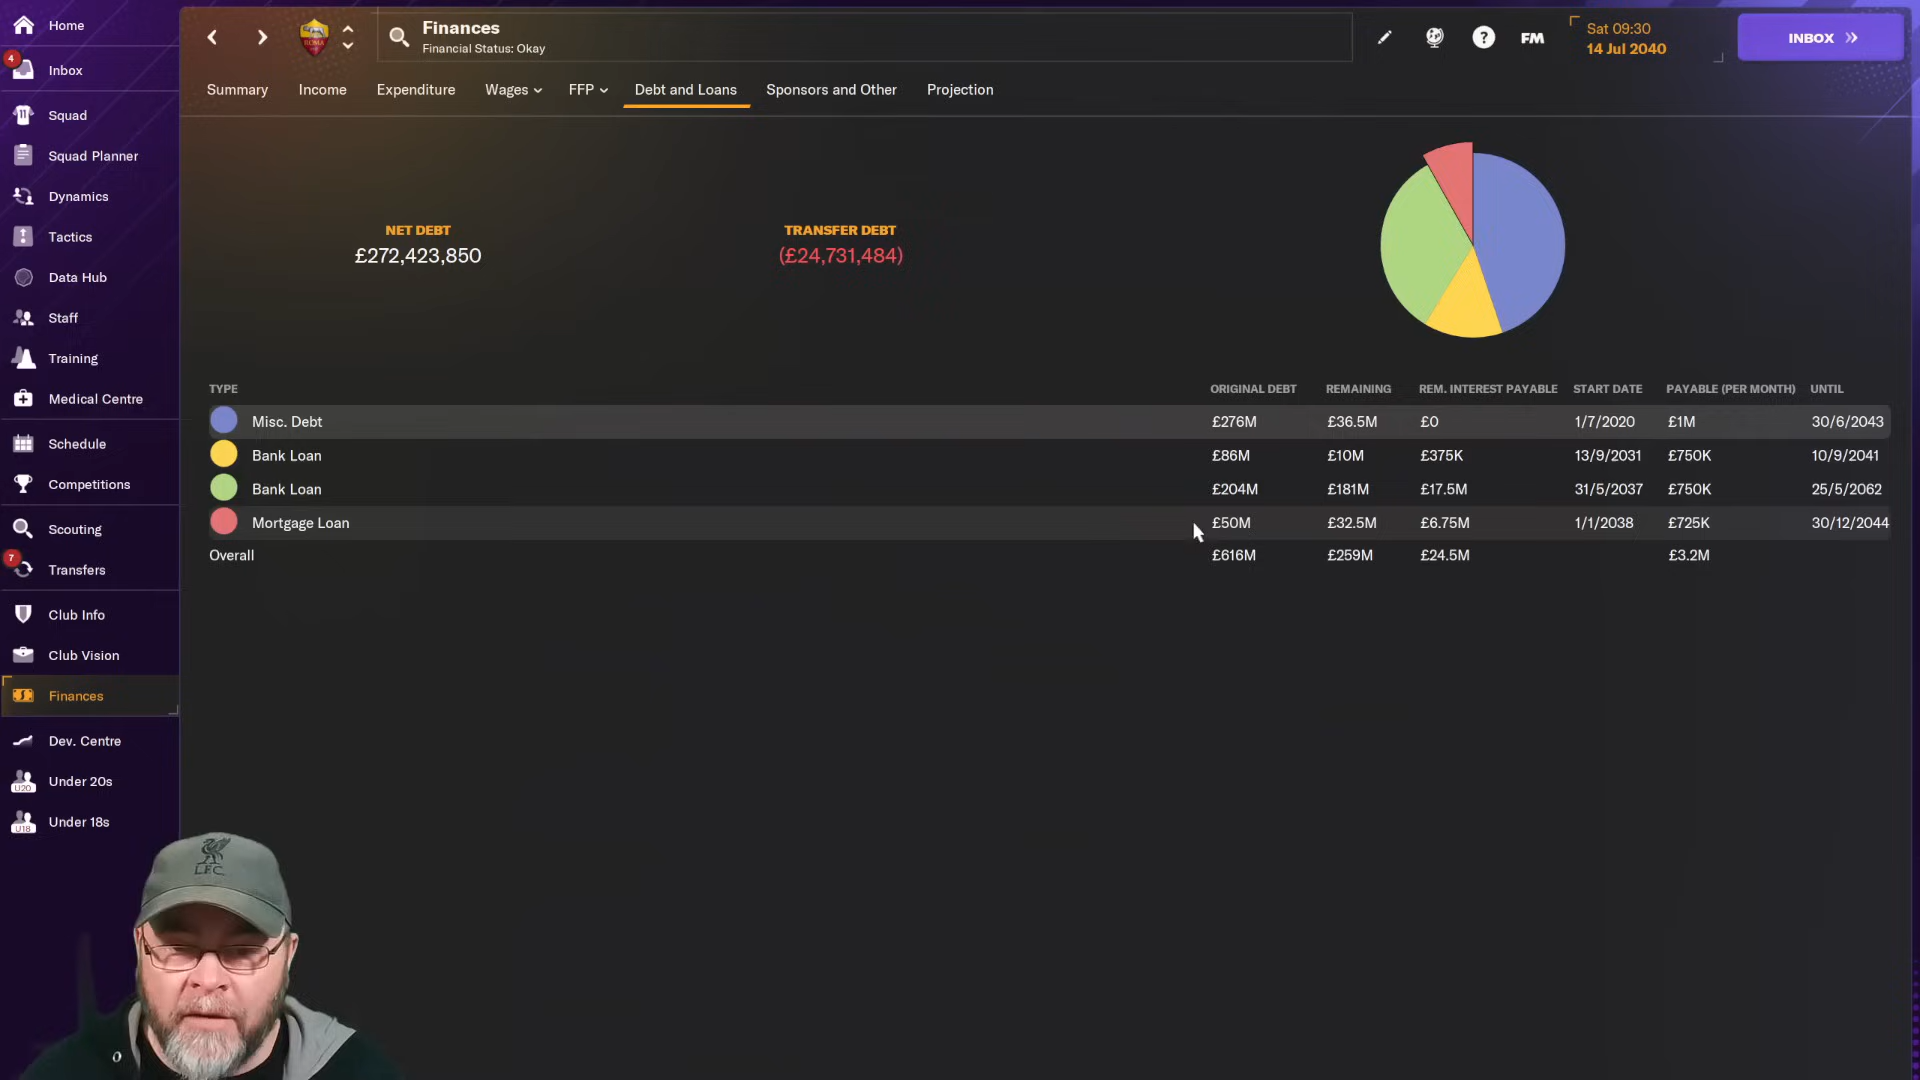 Home
4
Inbox
11
Squad
Squad Planner
Dynamics
Tactics
Data Hub
Staff
Training
Medical Centre
Schedule
Competitions
Scouting
7
Transfers
Club Info
Club Vision
Finances
Dev. Centre
U20
Under 20s
U18
Under 18s
ROMA
Finances
Financial Status: Okay
?
FM
Sat 09:30
14 Jul 2040
INBOX
Summary Income Expenditure Wages FFP Debt and Loans Sponsors and Other Projection
NET DEBT
£272,423,850
TRANSFER DEBT
(£24,731,484)
TYPE ORIGINAL DEBT REMAINING REM. INTEREST PAYABLE START DATE PAYABLE (PER MONTH) UNTIL
Misc. Debt £276M £36.5M £0 1/7/2020 £1M 30/6/2043
Bank Loan £86M £10M £375K 13/9/2031 £750K 10/9/2041
Bank Loan £204M £181M £17.5M 31/5/2037 £750K 25/5/2062
Mortgage Loan £50M £32.5M £6.75M 1/1/2038 £725K 30/12/2044
Overall £616M £259M £24.5M £3.2M
L.F.C.